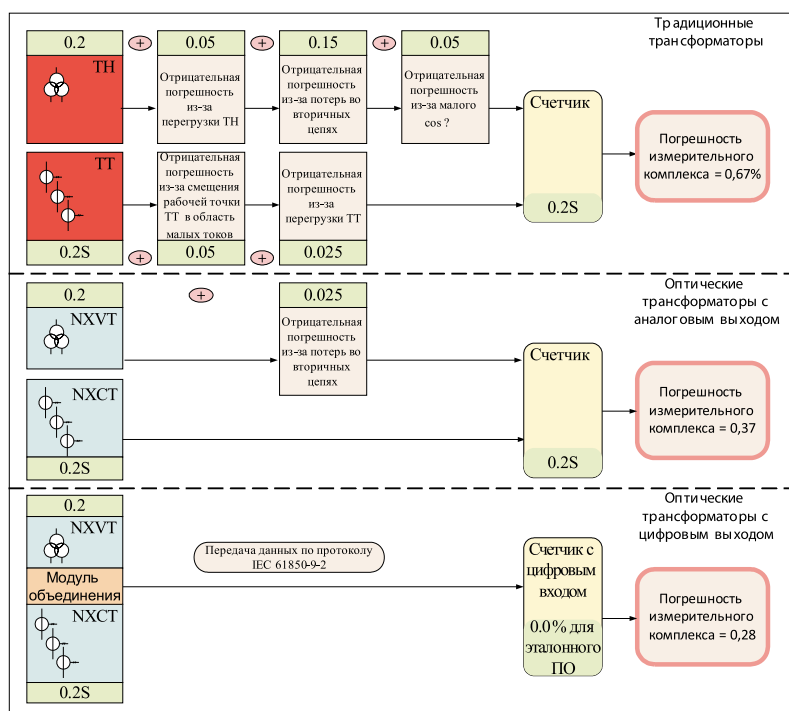 Традиционные
трансформаторы
0.2
+
0.05
+
0.15
+
0.05
ТН
Отрицательная
погрешность
из-за
перегрузки ТН
Отрицательная
погрешность
из-за потерь во
вторичных
цепях
Отрицательная
погрешность
из-за малого
cos ?
Счетчик
0.2S
Погрешность
измерительного
комплекса = 0,67%
ТТ
Отрицательная
погрешность
из-за смещения
рабочей точки
ТТ в область
малых токов
Отрицательная
погрешность
из-за
перегрузки ТТ
0.2S
+
0.05
+
0.025
Оптические
трансформаторы с
аналоговым выходом
0.2
+
0.025
NXVT
Отрицательная
погрешность
из-за потерь во
вторичных
цепях
Счетчик
0.2S
Погрешность
измерительного
комплекса = 0,37
NXCT
0.2S
Оптические
трансформаторы с
цифровым выходом
0.2
NXVT
Модуль
объединения
NXCT
0.2S
Передача данных по протоколу
IEC 61850-9-2
Счетчик с
цифровым
входом
0.0% для
эталонного
ПО
Погрешность
измерительного
комплекса = 0,28